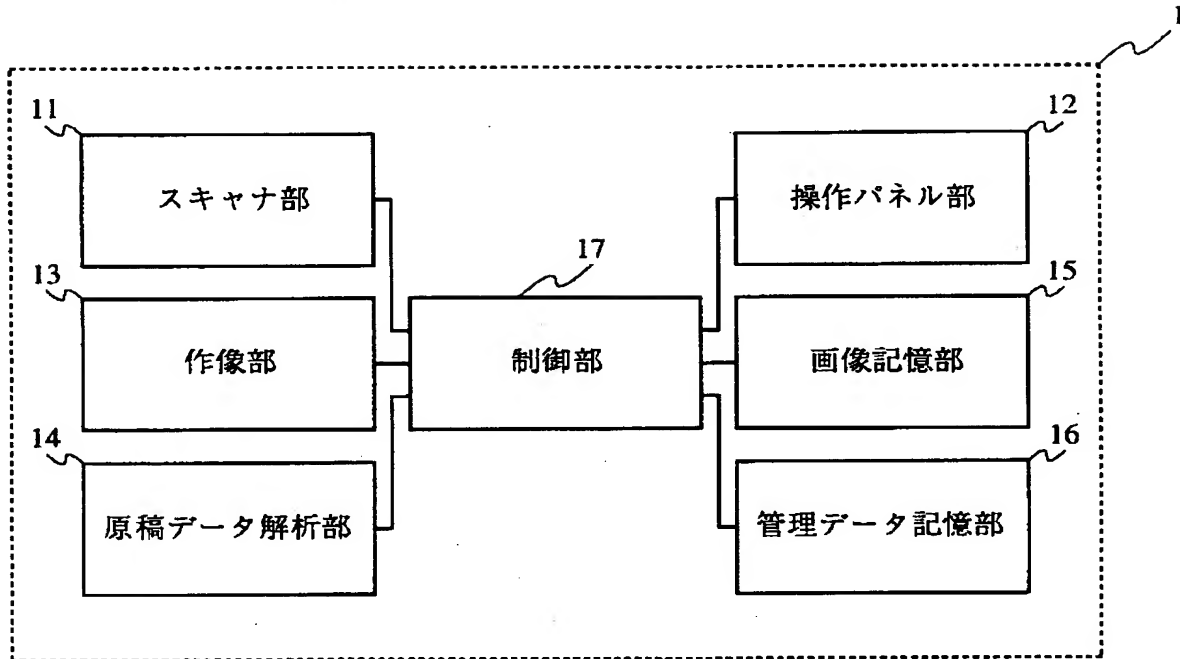 1
11
スキャナ部
12
操作パネル部
17
13
作像部
制御部
15
画像記憶部
14
原稿データ解析部
16
管理データ記憶部